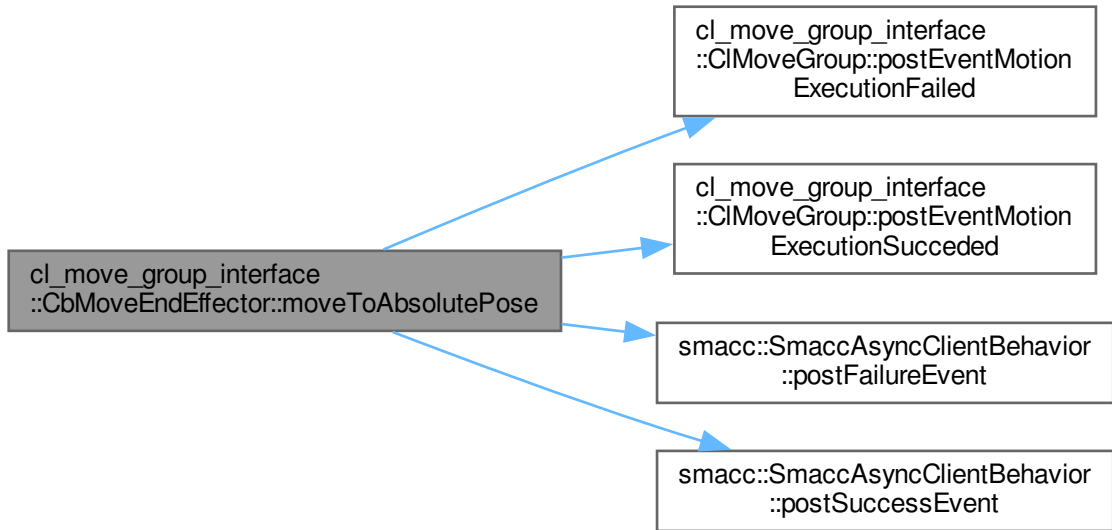 cl_move_group_interface
::ClMoveGroup::postEventMotion
ExecutionFailed
cl_move_group_interface
::ClMoveGroup::postEventMotion
ExecutionSucceded
cl_move_group_interface
::CbMoveEndEffector::moveToAbsolutePose
smacc::SmaccAsyncClientBehavior
::postFailureEvent
smacc::SmaccAsyncClientBehavior
::postSuccessEvent